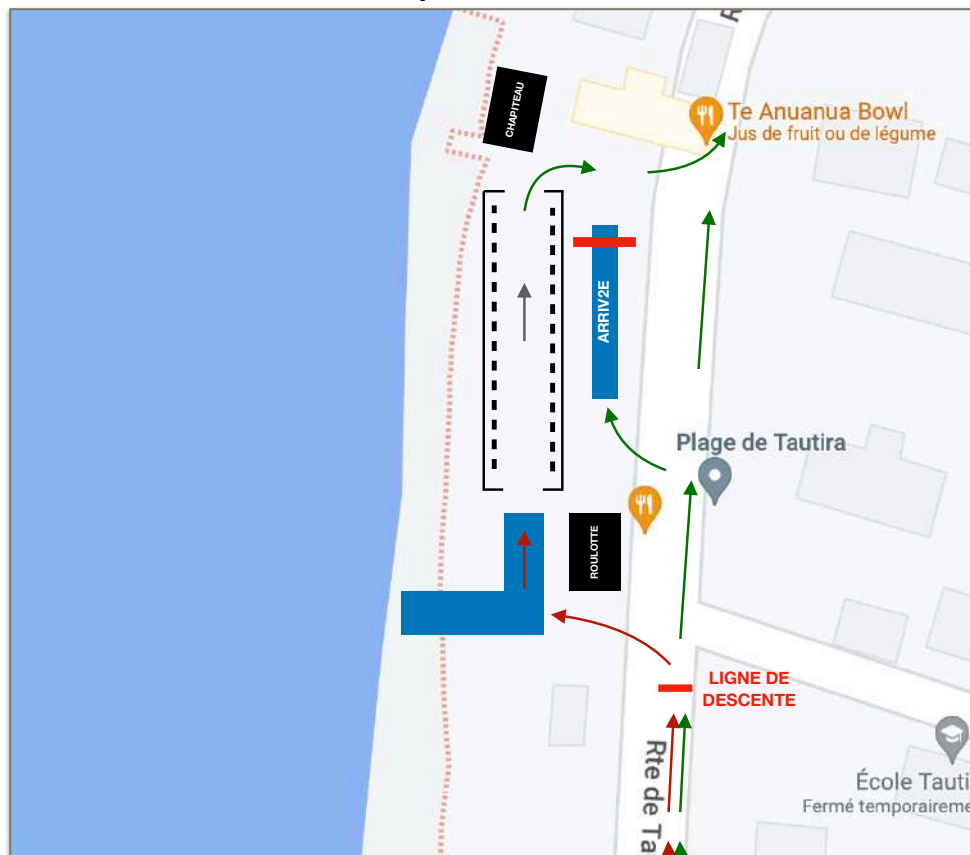 CHAPITEAU
Te Anuanua Bowl
Jus de fruit ou de légume
ARRIV2E
Plage de Tautira
ROULOTTE
LIGNE DE
DESCENTE
Rte de Ta
École Tauti
Fermé temporaireme